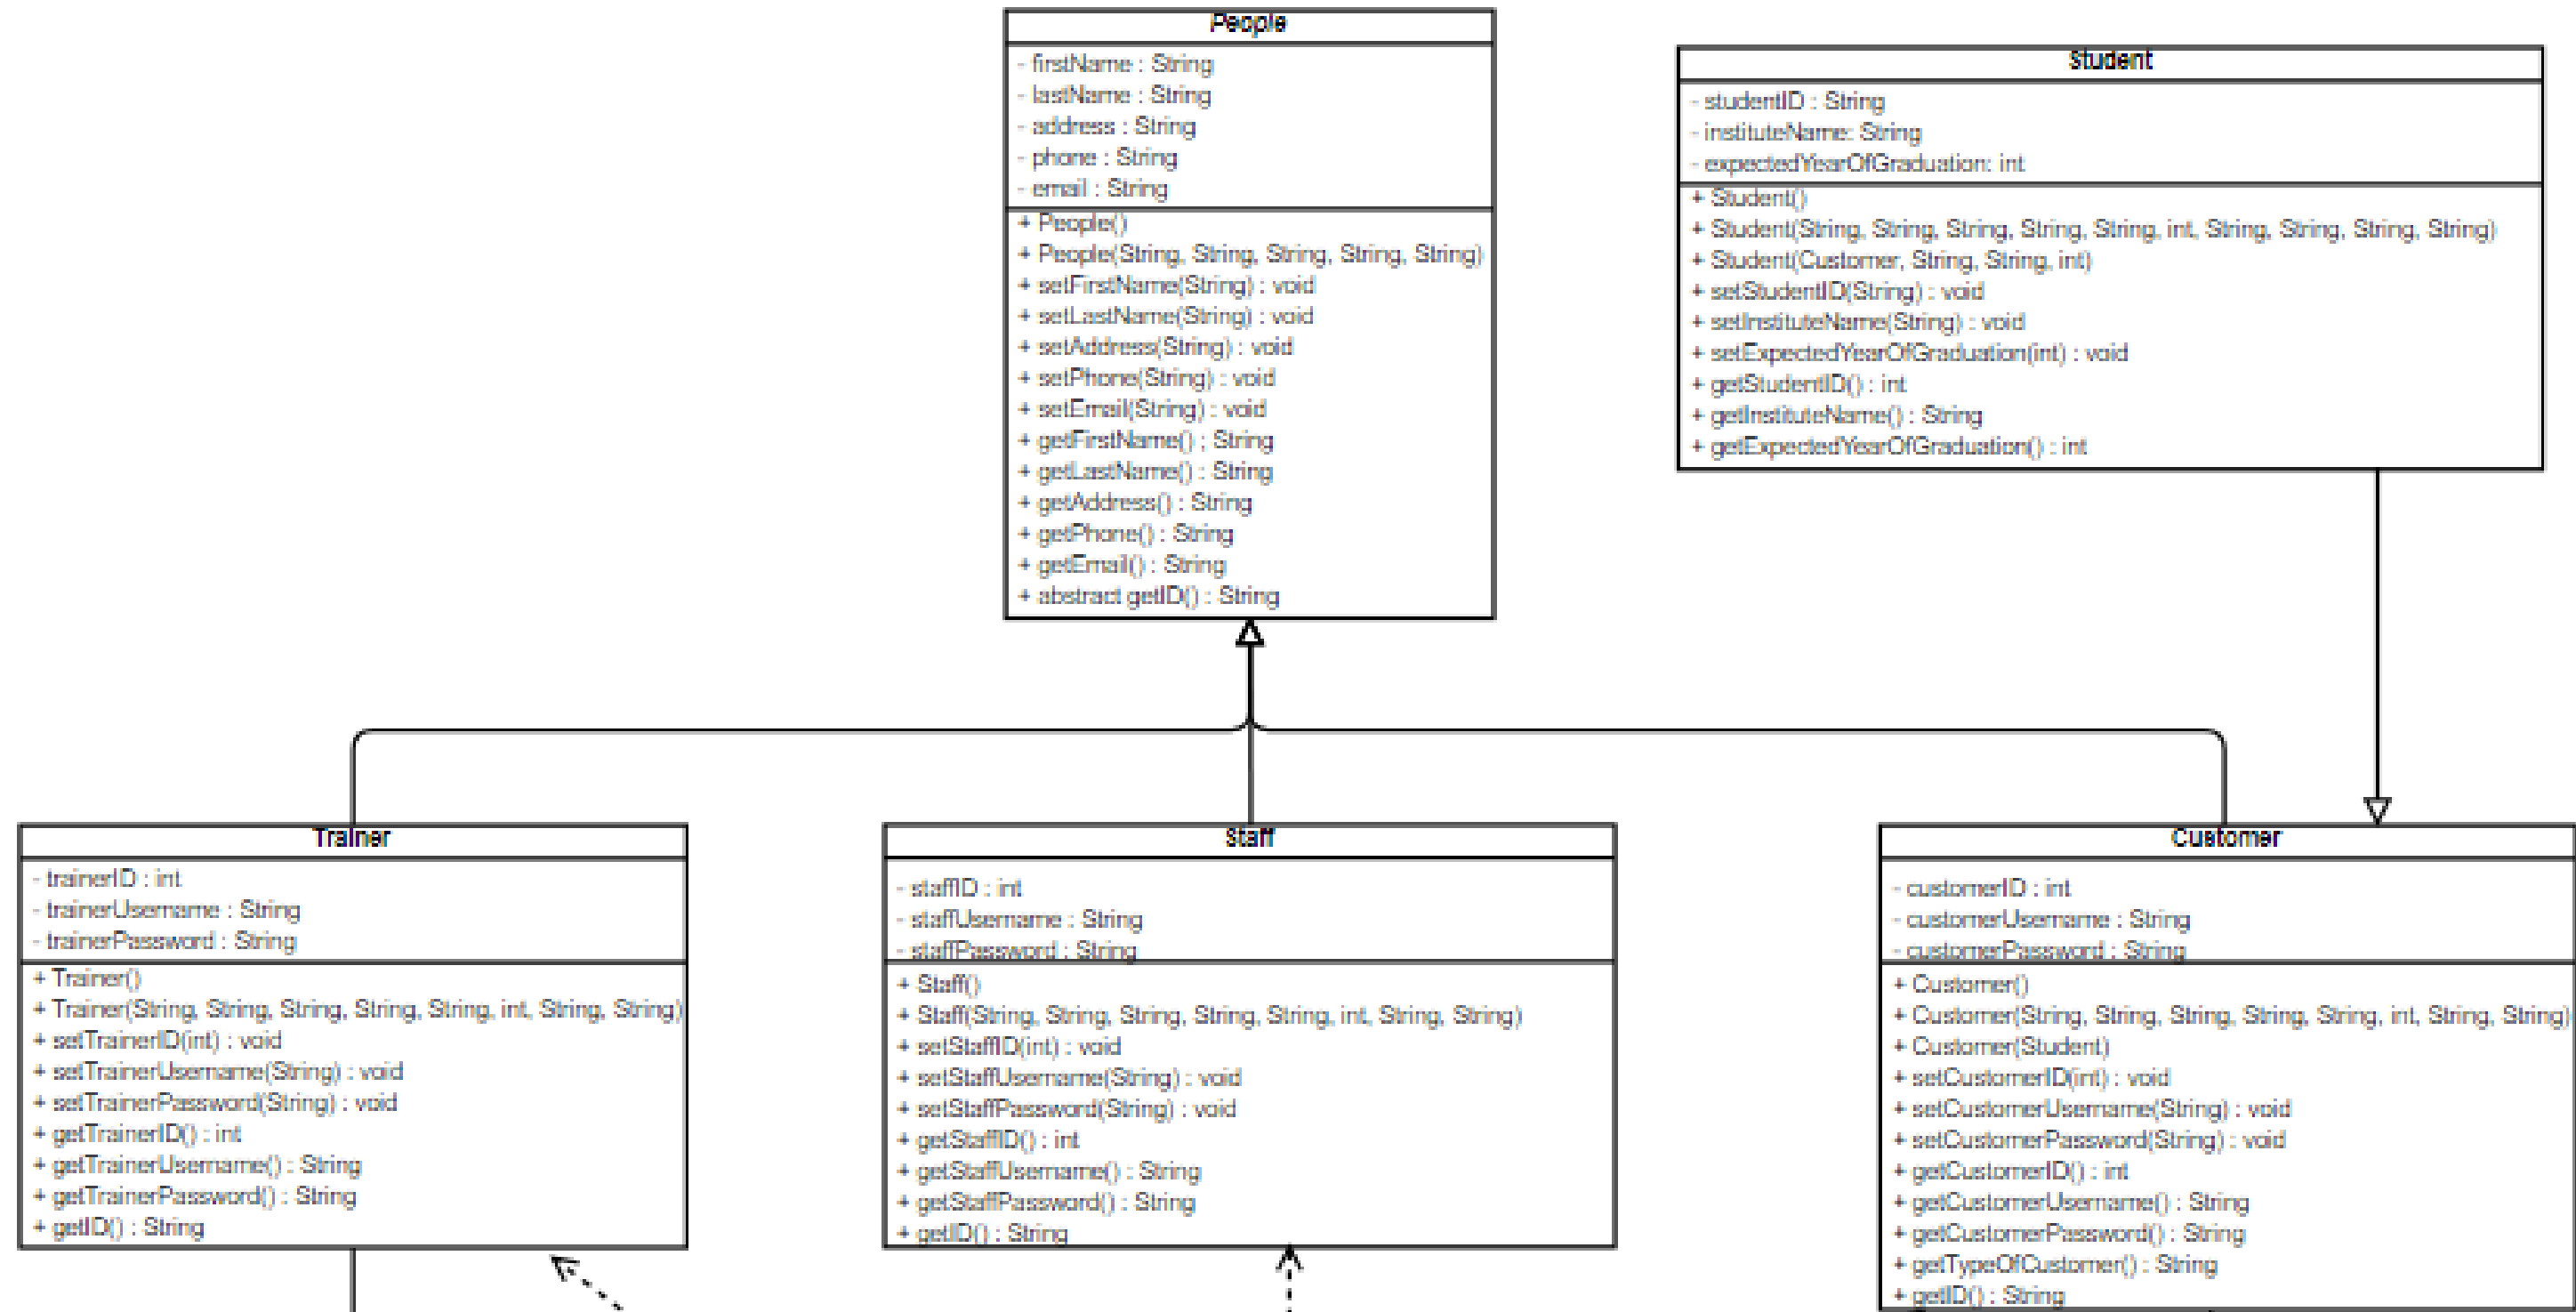 People
- firstName : String
- lastName : String
- address : String
- phone : String
- email : String
+ People()
+ People(String, String, String, String, String)
+ setFirstName(String) : void
+ setLastName(String) : void
+ setAddress(String) : void
+ setPhone(String) : void
+ setEmail(String) : void
+ getFirstName() ; String
+ getLastName() : String
+ getAddress() : String
+ getPhone() : String
+ getEmail() : String
+ abstract getID() : String
Student
- studentID : String
- instituteName: String
- expectedYearOfGraduation: int
+ Student()
+ Student(String, String, String, String, String, int, String, String, String, String)
+ Student(Customer, String, String, int)
+ setStudentID(String) : void
+ setInstituteName(String) : void
+ setExpectedYearOfGraduation(int) : void
+ getStudentID() : int
+ getInstituteName() : String
+ getExpectedYearOfGraduation() : int
Trainer
- trainerID : int
- trainerUsername : String
- trainerPassword : String
+ Trainer()
+ Trainer(String, String, String, String, String, int, String, String)
+ setTrainerID(int) : void
+ setTrainerUsername(String) : void
+ setTrainerPassword(String) : void
+ getTrainerID() : int
+ getTrainerUsername() : String
+ getTrainerPassword() : String
+ getID() : String
Staff
- staffID : int
- staffUsername : String
- staffPassword : String
+ Staff()
+ Staff(String, String, String, String, String, int, String, String)
+ setStaffID(int) : void
+ setStaffUsername(String) : void
+ setStaffPassword(String) : void
+ getStaffID() : int
+ getStaffUsername() : String
+ getStaffPassword() : String
+ getID() : String
Customer
- customerID : int
- customerUsername : String
- customerPassword : String
+ Customer()
+ Customer(String, String, String, String, String, int, String, String)
+ Customer(Student)
+ setCustomerID(int) : void
+ setCustomerUsername(String) : void
+ setCustomerPassword(String) : void
+ getCustomerID() : int
+ getCustomerUsername() : String
+ getCustomerPassword() : String
+ getTypeOfCustomer() : String
+ getID() : String